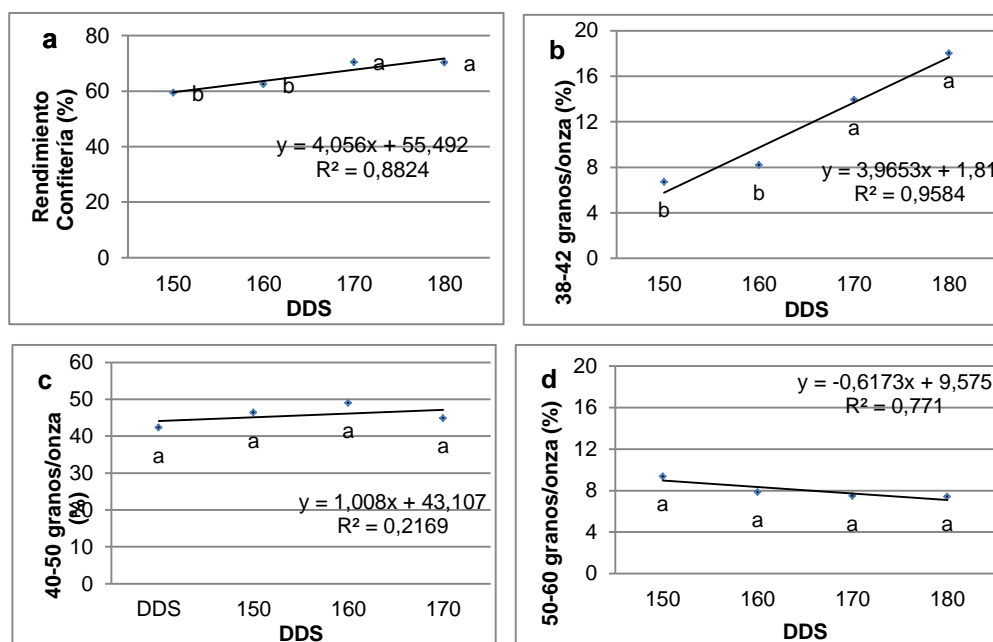 a
Rendimiento
Confitería (%)
80
60
40
20
0
b
b
a
a
y = 4,056x + 55,492
R² = 0,8824
150 160 170 180
DDS
b
38-42 granos/onza (%)
20
16
12
8
4
0
b
b
a
a
y = 3,9653x + 1,81
R² = 0,9584
150 160 170 180
DDS
c
40-50 granos/onza
(%)
60
50
40
30
20
10
0
a
a
a
a
y = 1,008x + 43,107
R² = 0,2169
DDS 150 160 170
DDS
d
50-60 granos/onza (%)
20
16
12
8
4
0
y = -0,6173x + 9,575
R² = 0,771
a
a
a
a
150 160 170 180
DDS